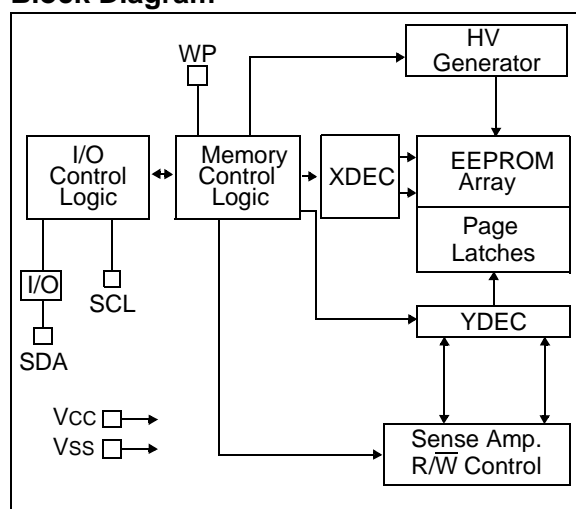 Block Diagram
HV
Generator
WP
I/O
Control
Logic
Memory
Control
Logic
XDEC
EEPROM
Array
Page
Latches
I/O
SCL
SDA
YDEC
VCC
VSS
Sense Amp.
R/W̅ Control